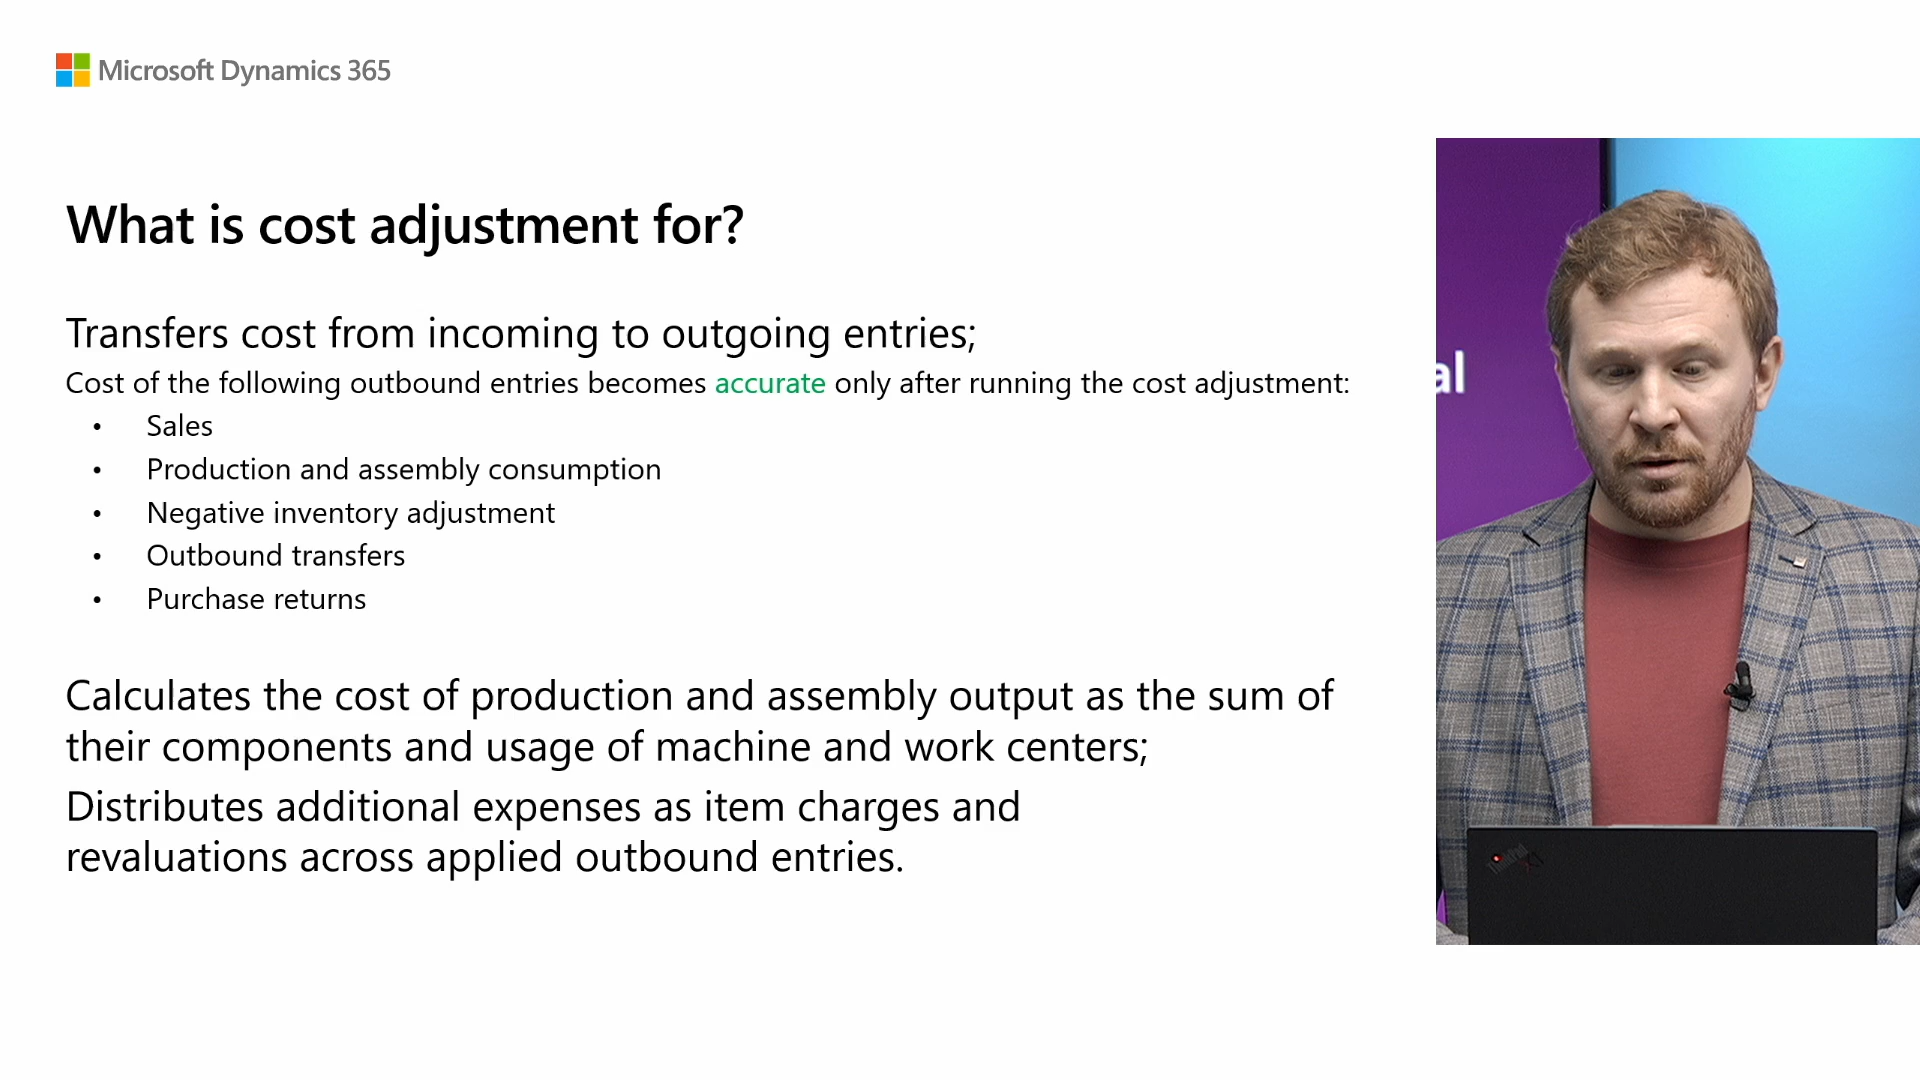 Microsoft Dynamics 365
What is cost adjustment for?
Transfers cost from incoming to outgoing entries;
Cost of the following outbound entries becomes accurate only after running the cost adjustment:
• Sales
• Production and assembly consumption
• Negative inventory adjustment
• Outbound transfers
• Purchase returns
Calculates the cost of production and assembly output as the sum of
their components and usage of machine and work centers;
Distributes additional expenses as item charges and
revaluations across applied outbound entries.
al